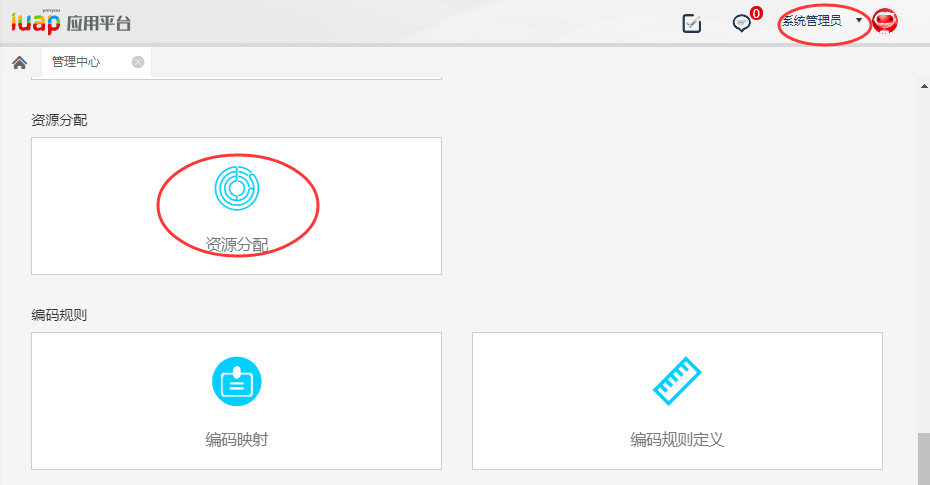 yonyou
iuap 应用平台
0
系统管理员
管理中心
资源分配
资源分配
编码规则
编码映射
编码规则定义